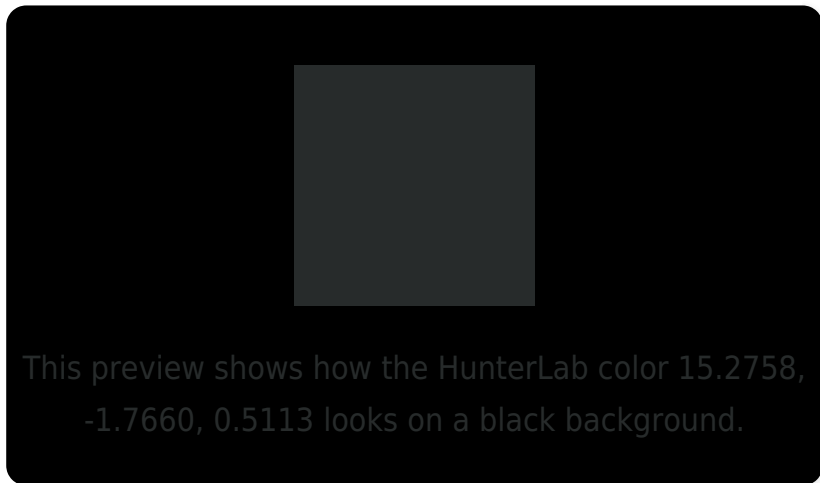 This preview shows how the HunterLab color 15.2758,
-1.7660, 0.5113 looks on a black background.